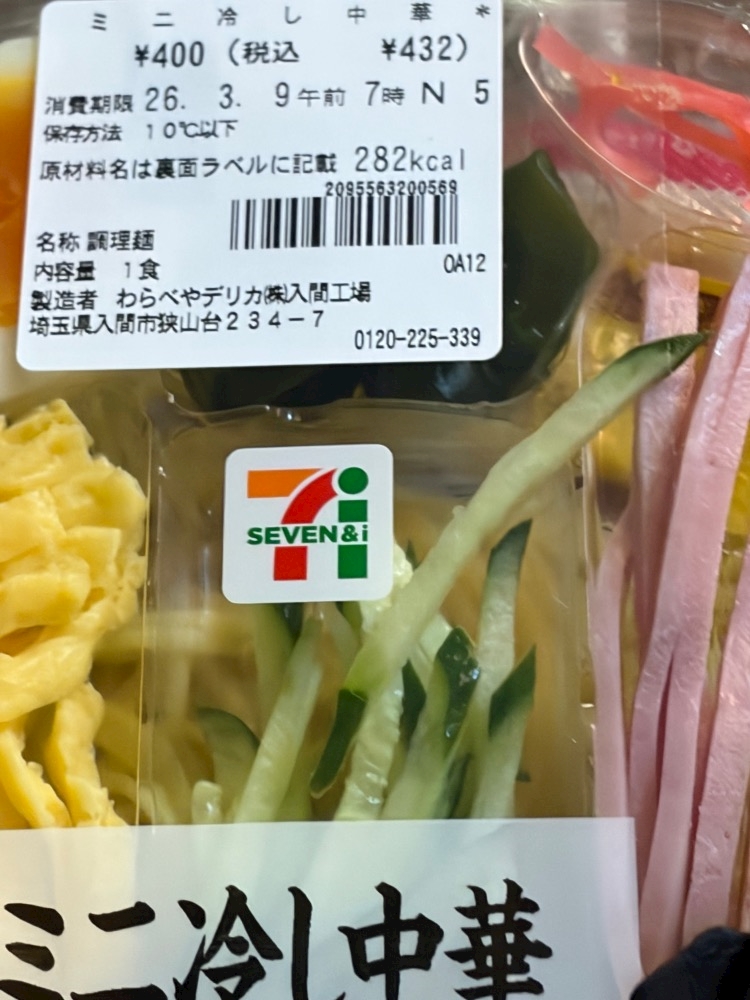 ミニ冷し中華*
¥400(税込 ¥432)
消費期限 26. 3. 9午前 7時 N 5
保存方法 10℃以下
原材料名は裏面ラベルに記載 282kcal
2095563200569
名称 調理麺
内容量 1食 OA12
製造者 わらべやデリカ㈱入間工場
埼玉県入間市狭山台234-7
0120-225-339
SEVEN&i
ミニ冷し中華